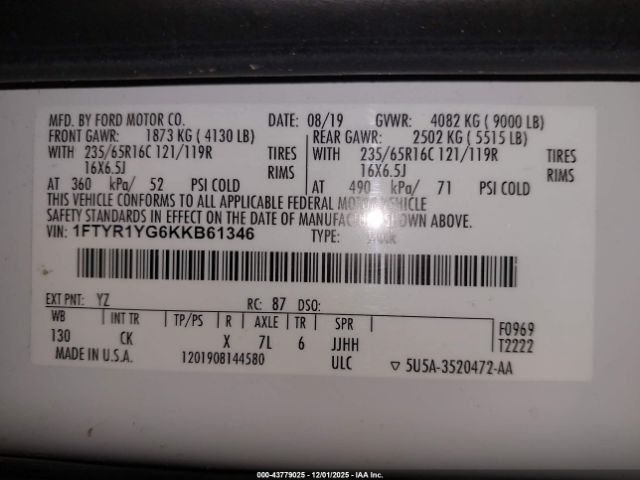 MFD. BY FORD MOTOR CO. DATE: 08/19 GVWR: 4082 KG ( 9000 LB)
FRONT GAWR: 1873 KG ( 4130 LB) REAR GAWR: 2502 KG ( 5515 LB)
WITH 235/65R16C 121/119R TIRES WITH 235/65R16C 121/119R TIRES
16X6.5J RIMS 16X6.5J RIMS
AT 360 kPa/ 52 PSI COLD AT 490 kPa/ 71 PSI COLD
THIS VEHICLE CONFORMS TO ALL APPLICABLE FEDERAL MOTOR VEHICLE
SAFETY STANDARDS IN EFFECT ON THE DATE OF MANUFACTURE SHOWN ABOVE.
VIN: 1FTYR1YG6KKB61346 TYPE:
EXT PNT: YZ RC: 87 DSO:
WB INT TR TP/PS R AXLE TR SPR F0969
130 CK X 7L 6 JJHH T2222
MADE IN U.S.A. 1201908144580 ULC ▽ 5U5A-3520472-AA
000-43779025 - 12/01/2025 - IAA Inc.